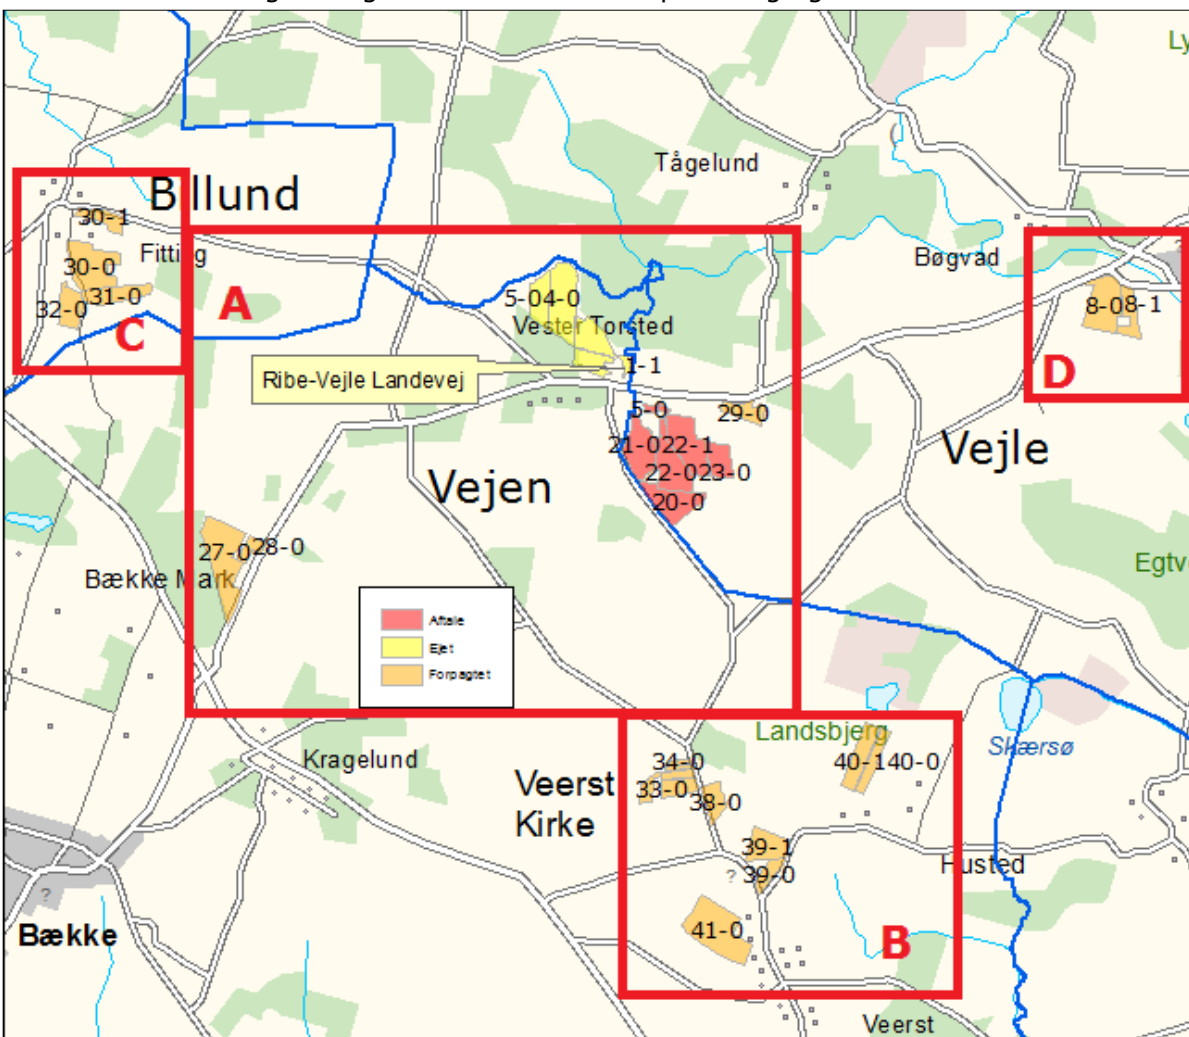 Ly
Tågelund
Billund
30-1
Fitting
Bøgvad
30-0
31-0
32-0
C
A
5-04-0
Vester Torsted
8-08-1
D
Ribe-Vejle Landevej
1-1
5-0
29-0
21-022-1
22-023-0
20-0
Vejen
Vejle
27-028-0
Bække Mark
Egtv
Aftale
Ejet
Forpagtet
Landsbjerg
Skærsø
Kragelund
34-0
40-140-0
Veerst
Kirke
33-0
38-0
39-1
39-0
Husted
?
?
41-0
B
Bække
Veerst